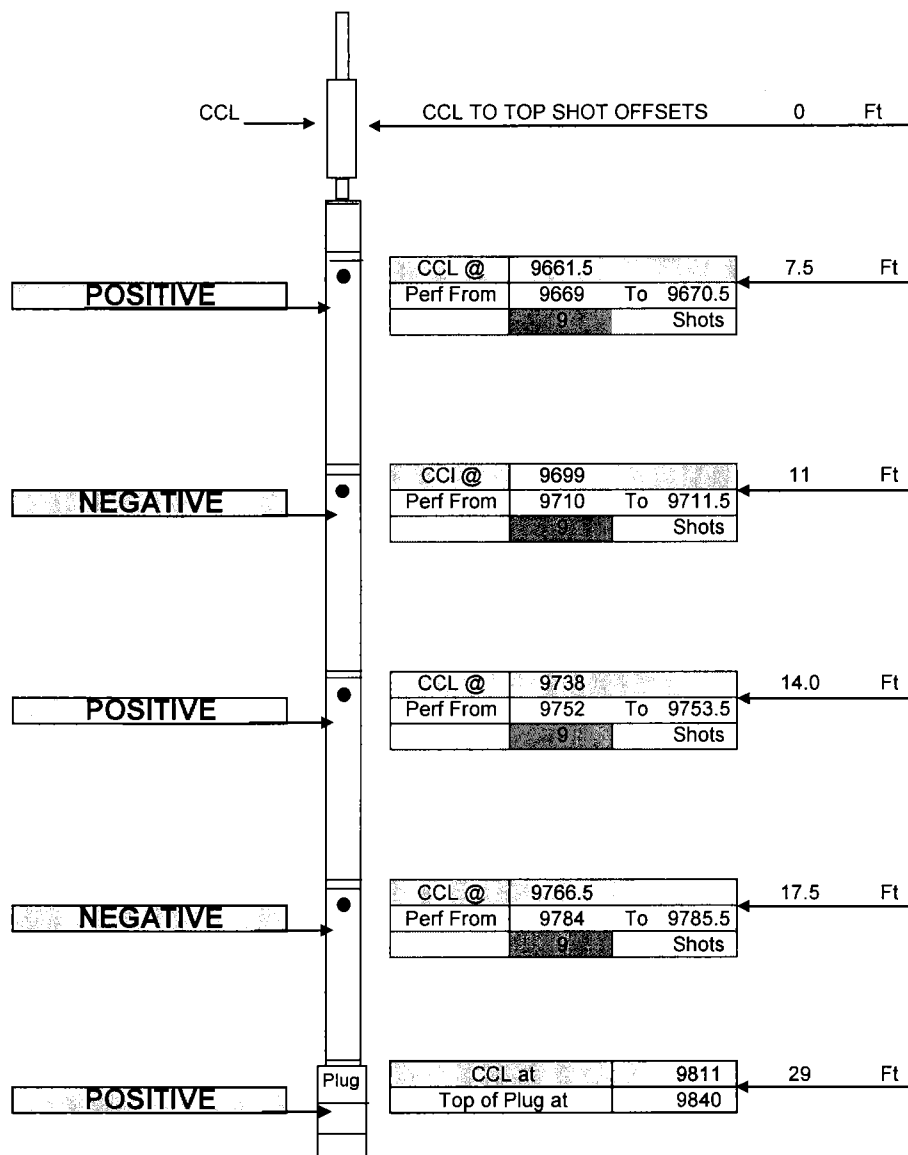 CCL CCL TO TOP SHOT OFFSETS 0 Ft
CCL @ 9661.5 7.5 Ft
POSITIVE Perf From 9669 To 9670.5
9 Shots
CCl @ 9699 11 Ft
NEGATIVE Perf From 9710 To 9711.5
9 Shots
CCL @ 9738 14.0 Ft
POSITIVE Perf From 9752 To 9753.5
9 Shots
CCL @ 9766.5 17.5 Ft
NEGATIVE Perf From 9784 To 9785.5
9 Shots
Plug CCL at 9811 29 Ft
POSITIVE Top of Plug at 9840